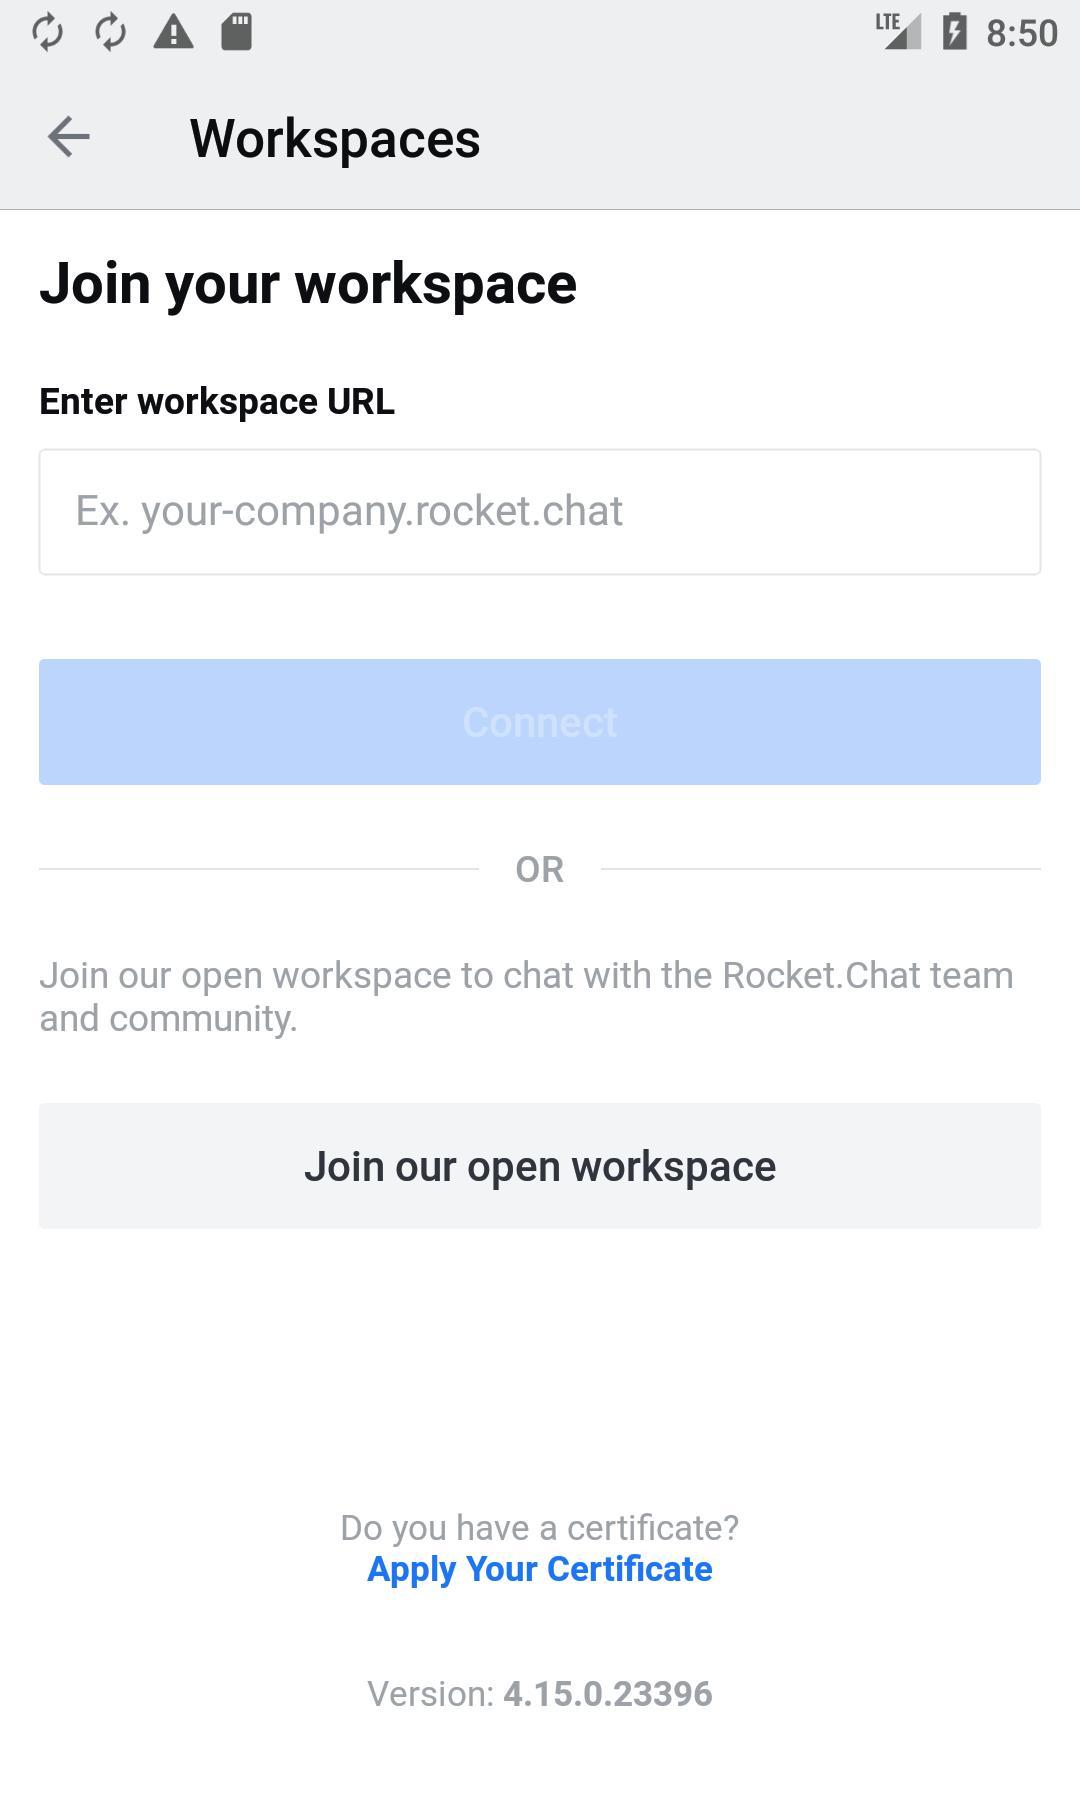 LTE 8:50
Workspaces
Join your workspace
Enter workspace URL
Ex. your-company.rocket.chat
Connect
OR
Join our open workspace to chat with the Rocket.Chat team
and community.
Join our open workspace
Do you have a certificate?
Apply Your Certificate
Version: 4.15.0.23396